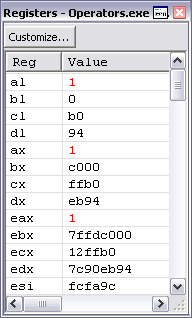 Registers - Operators.exe
Customize...
Reg Value
al 1
bl 0
cl b0
dl 94
ax 1
bx c000
cx ffb0
dx eb94
eax 1
ebx 7ffdc000
ecx 12ffb0
edx 7c90eb94
esi fcfa9c